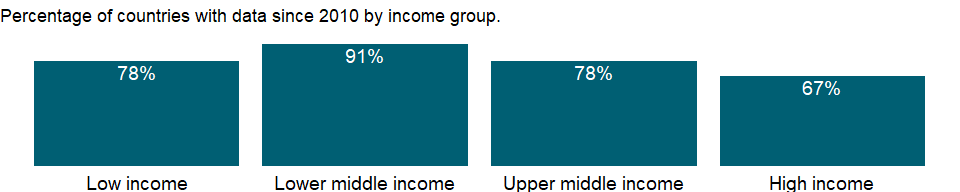 Percentage of countries with data since 2010 by income group.
78% 91% 78% 67%
Low income Lower middle income Upper middle income High income